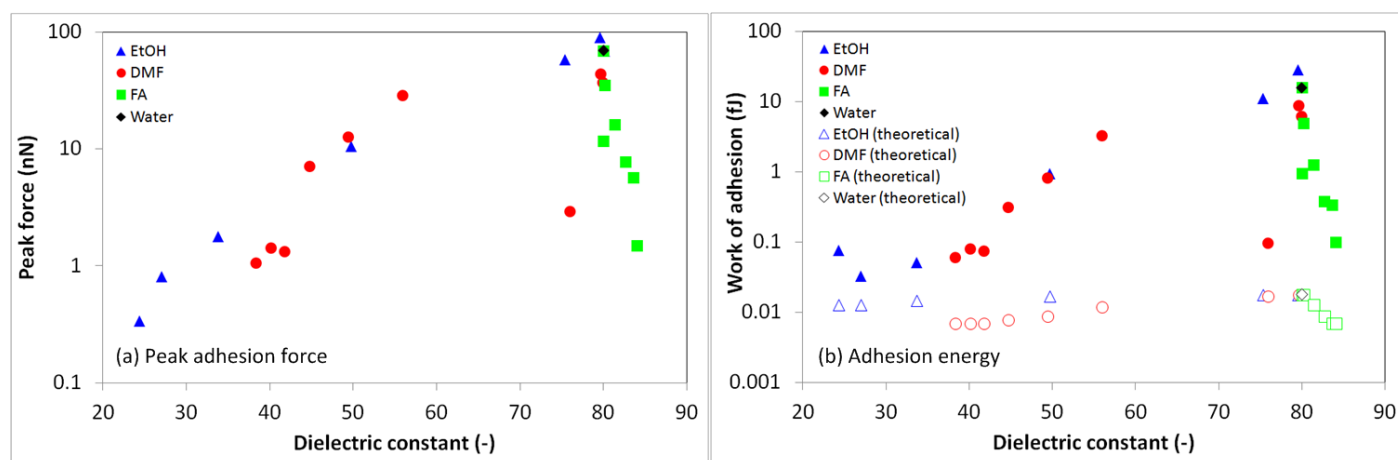 100
10
1
0.1
Peak force (nN)
EtOH
DMF
FA
Water
(a) Peak adhesion force
20 30 40 50 60 70 80 90
Dielectric constant (-)
100
10
1
0.1
0.01
0.001
Work of adhesion (fJ)
EtOH
DMF
FA
Water
EtOH (theoretical)
DMF (theoretical)
FA (theoretical)
Water (theoretical)
(b) Adhesion energy
20 30 40 50 60 70 80 90
Dielectric constant (-)